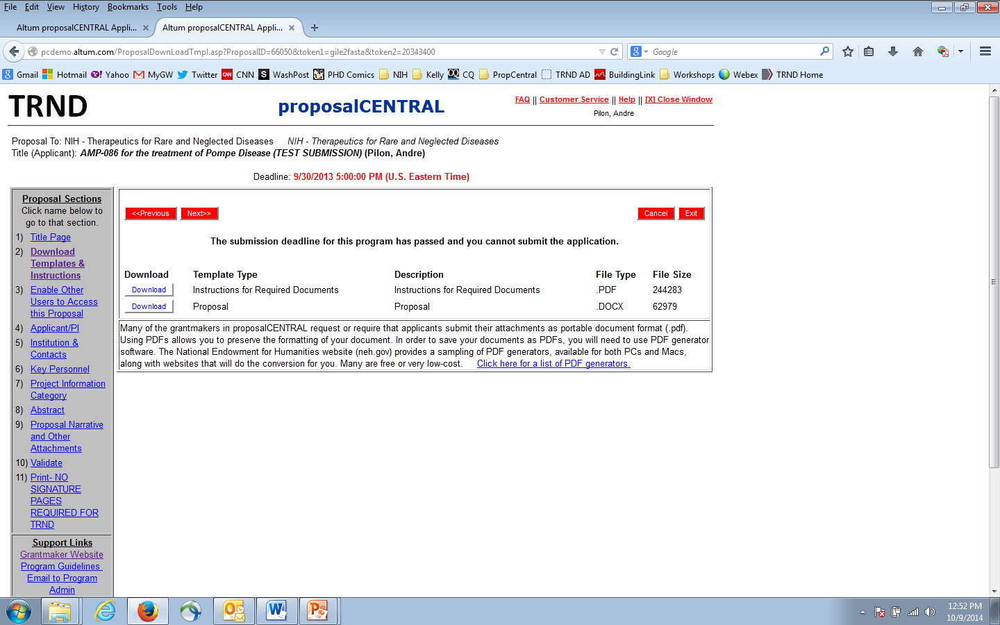 File Edit View History Bookmarks Tools Help
Altum proposalCENTRAL Appli... × Altum proposalCENTRAL Appli... × +
pcdemo.altum.com/ProposalDownLoadTmpl.asp?ProposalID=66050&token1=gile2fasta&token2=20343400 Google
Gmail Hotmail Yahoo MyGW Twitter CNN WashPost PHD Comics NIH Kelly CQ PropCentral TRND AD BuildingLink Workshops Webex TRND Home
TRND
proposalCENTRAL
FAQ || Customer Service || Help || [X] Close Window
Pilon, Andre
Proposal To: NIH - Therapeutics for Rare and Neglected Diseases NIH - Therapeutics for Rare and Neglected Diseases
Title (Applicant): AMP-086 for the treatment of Pompe Disease (TEST SUBMISSION) (Pilon, Andre)
Deadline: 9/30/2013 5:00:00 PM (U.S. Eastern Time)
Proposal Sections
Click name below to
go to that section.
1) Title Page
2) Download
Templates &
Instructions
3) Enable Other
Users to Access
this Proposal
4) Applicant/PI
5) Institution &
Contacts
6) Key Personnel
7) Project Information
Category
8) Abstract
9) Proposal Narrative
and Other
Attachments
10) Validate
11) Print- NO
SIGNATURE
PAGES
REQUIRED FOR
TRND
Support Links
Grantmaker Website
Program Guidelines
Email to Program
Admin
<<Previous Next>> Cancel Exit
The submission deadline for this program has passed and you cannot submit the application.
Download Template Type Description File Type File Size
Download Instructions for Required Documents Instructions for Required Documents .PDF 244283
Download Proposal Proposal .DOCX 62979
Many of the grantmakers in proposalCENTRAL request or require that applicants submit their attachments as portable document format (.pdf).
Using PDFs allows you to preserve the formatting of your document. In order to save your documents as PDFs, you will need to use PDF generator
software. The National Endowment for Humanities website (neh.gov) provides a sampling of PDF generators, available for both PCs and Macs,
along with websites that will do the conversion for you. Many are free or very low-cost. Click here for a list of PDF generators.
12:52 PM
10/9/2014